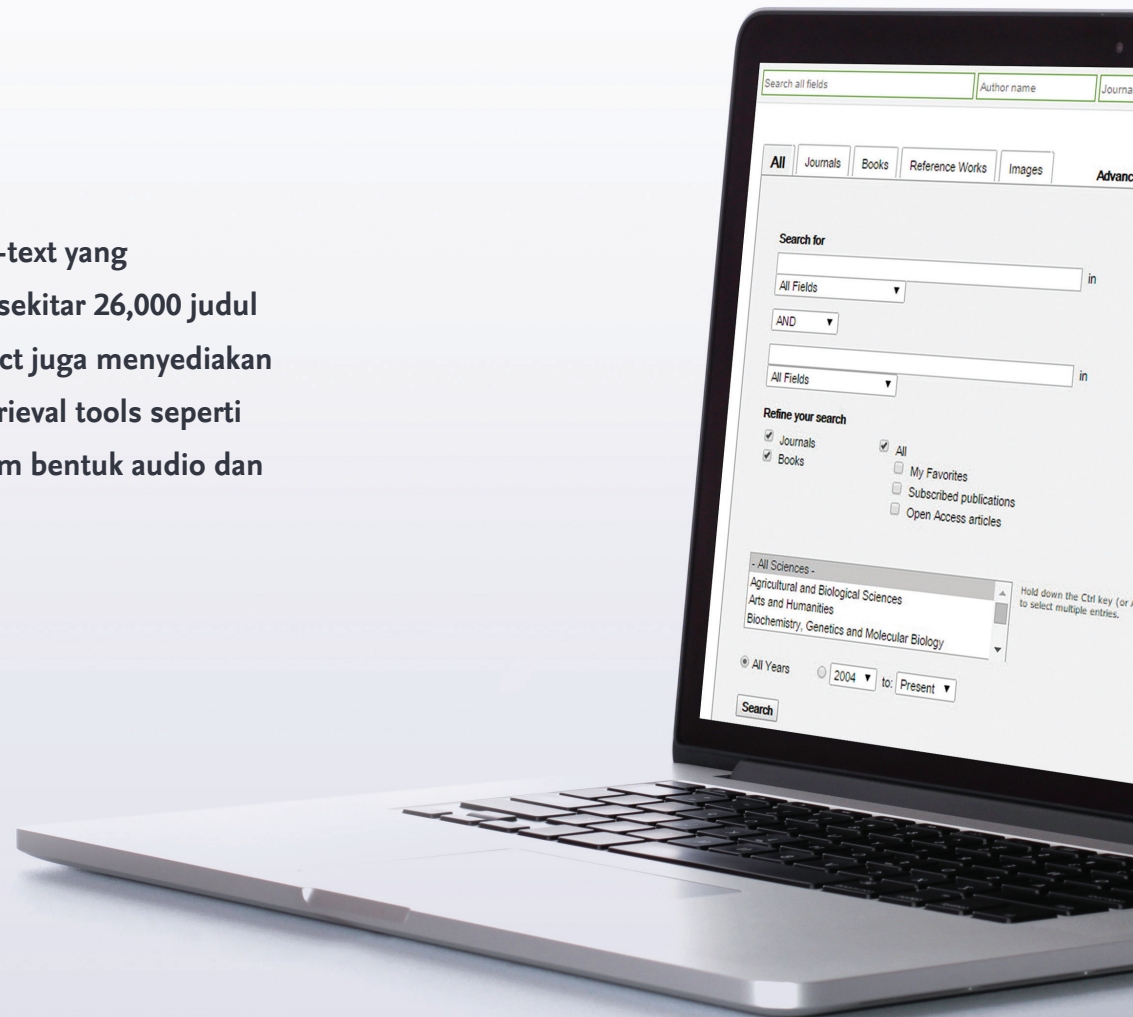 -text yang
sekitar 26,000 judul
ct juga menyediakan
rieval tools seperti
m bentuk audio dan
Search all fields
Author name
Journa
All
Journals
Books
Reference Works
Images
Advanc
Search for
in
All Fields
AND
in
All Fields
Refine your search
Journals
Books
All
My Favorites
Subscribed publications
Open Access articles
- All Sciences -
Agricultural and Biological Sciences
Arts and Humanities
Biochemistry, Genetics and Molecular Biology
Hold down the Ctrl key (or A
to select multiple entries.
All Years
2004 to: Present
Search